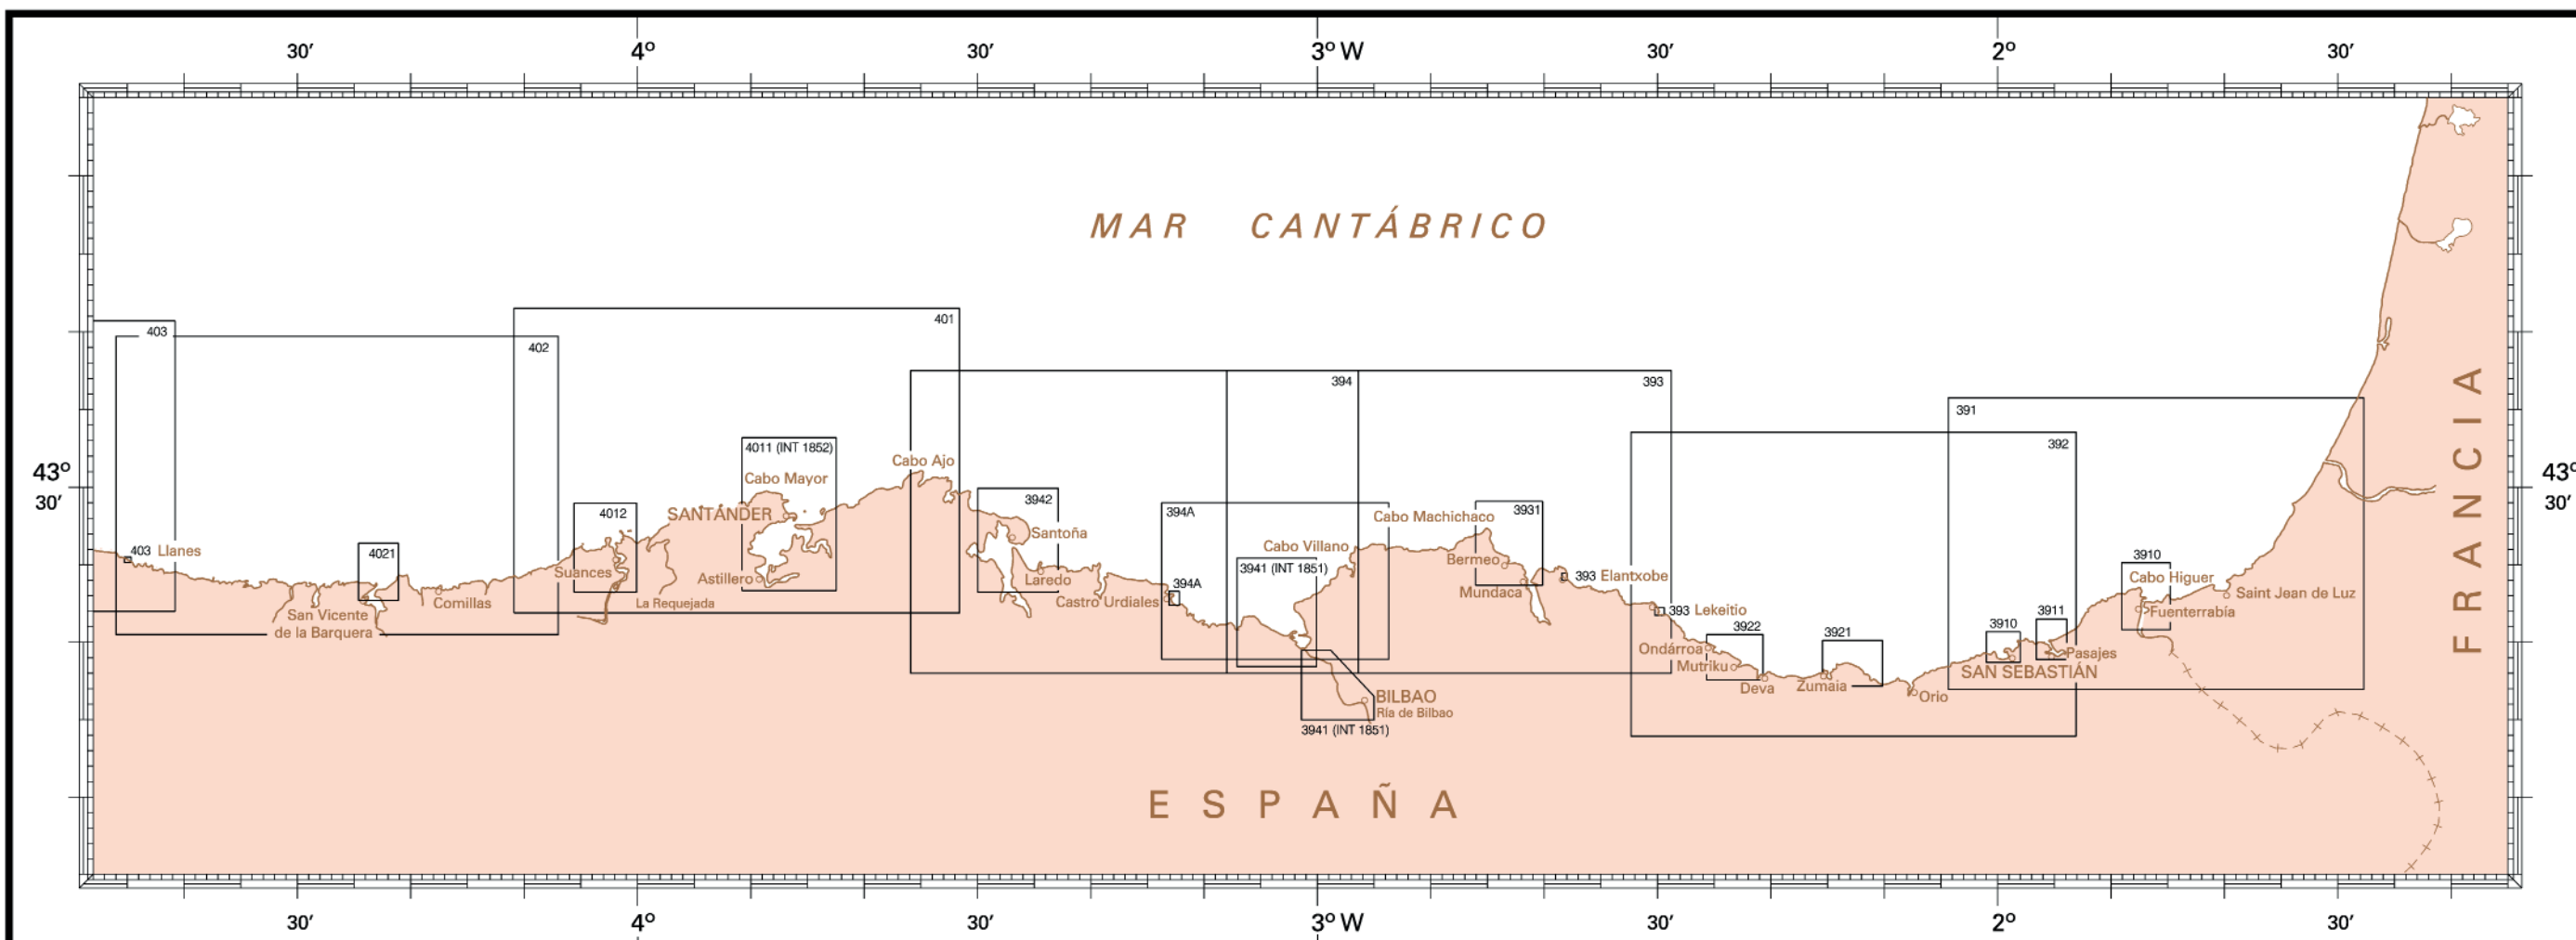 30′ 4° 30′ 3° W 30′ 2° 30′
MAR CANTÁBRICO
401
403
402
394
393
391
392
43°
30′
43°
30′
4011 (INT 1852)
Cabo Mayor
Cabo Ajo
SANTANDER
Astillero
4012
Suances
La Requejada
3942
Santoña
Laredo
Castro Urdiales
394A
394A
Cabo Villano
3941 (INT 1851)
Cabo Machichaco
3931
Bermeo
Mundaca
393 Elantxobe
393 Lekeitio
3922
Ondárroa
Mutriku
Deva
3921
Zumaia
Orio
3910
SAN SEBASTIÁN
3911
Pasajes
3910
Cabo Higuer
Fuenterrabía
Saint Jean de Luz
403 Llanes
4021
San Vicente
de la Barquera
Comillas
BILBAO
Ría de Bilbao
3941 (INT 1851)
FRANCIA
ESPAÑA
30′ 4° 30′ 3° W 30′ 2° 30′